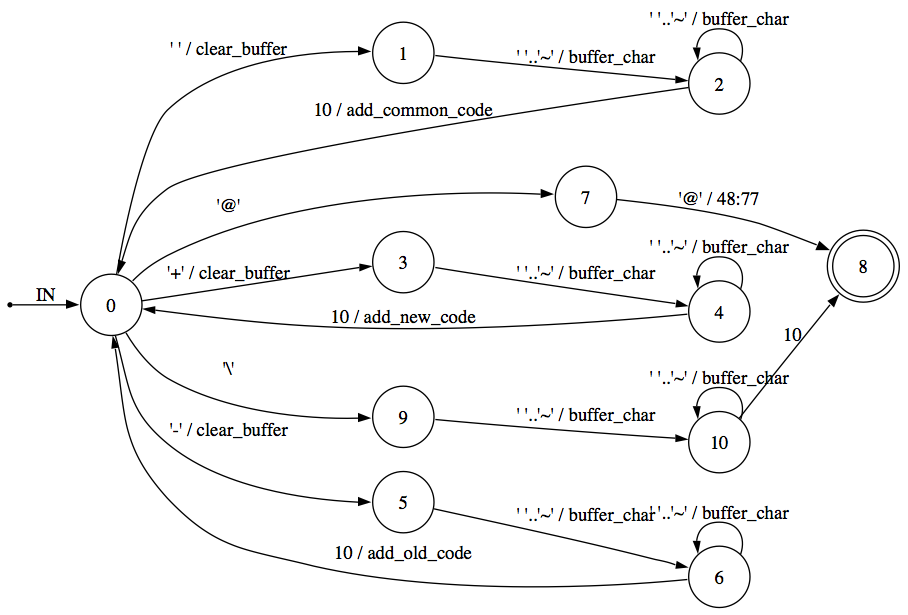 ' '..'~' / buffer_char
' ' / clear_buffer
1
' '..'~' / buffer_char
2
10 / add_common_code
'@'
7
'@' / 48:77
'+' / clear_buffer
3
' '..'~' / buffer_char
' '..'~' / buffer_char
8
IN
0
4
10 / add_new_code
10
'\'
' '..'~' / buffer_char
9
' '..'~' / buffer_char
10
'-' / clear_buffer
5
' '..'~' / buffer_char
' '..'~' / buffer_char
10 / add_old_code
6